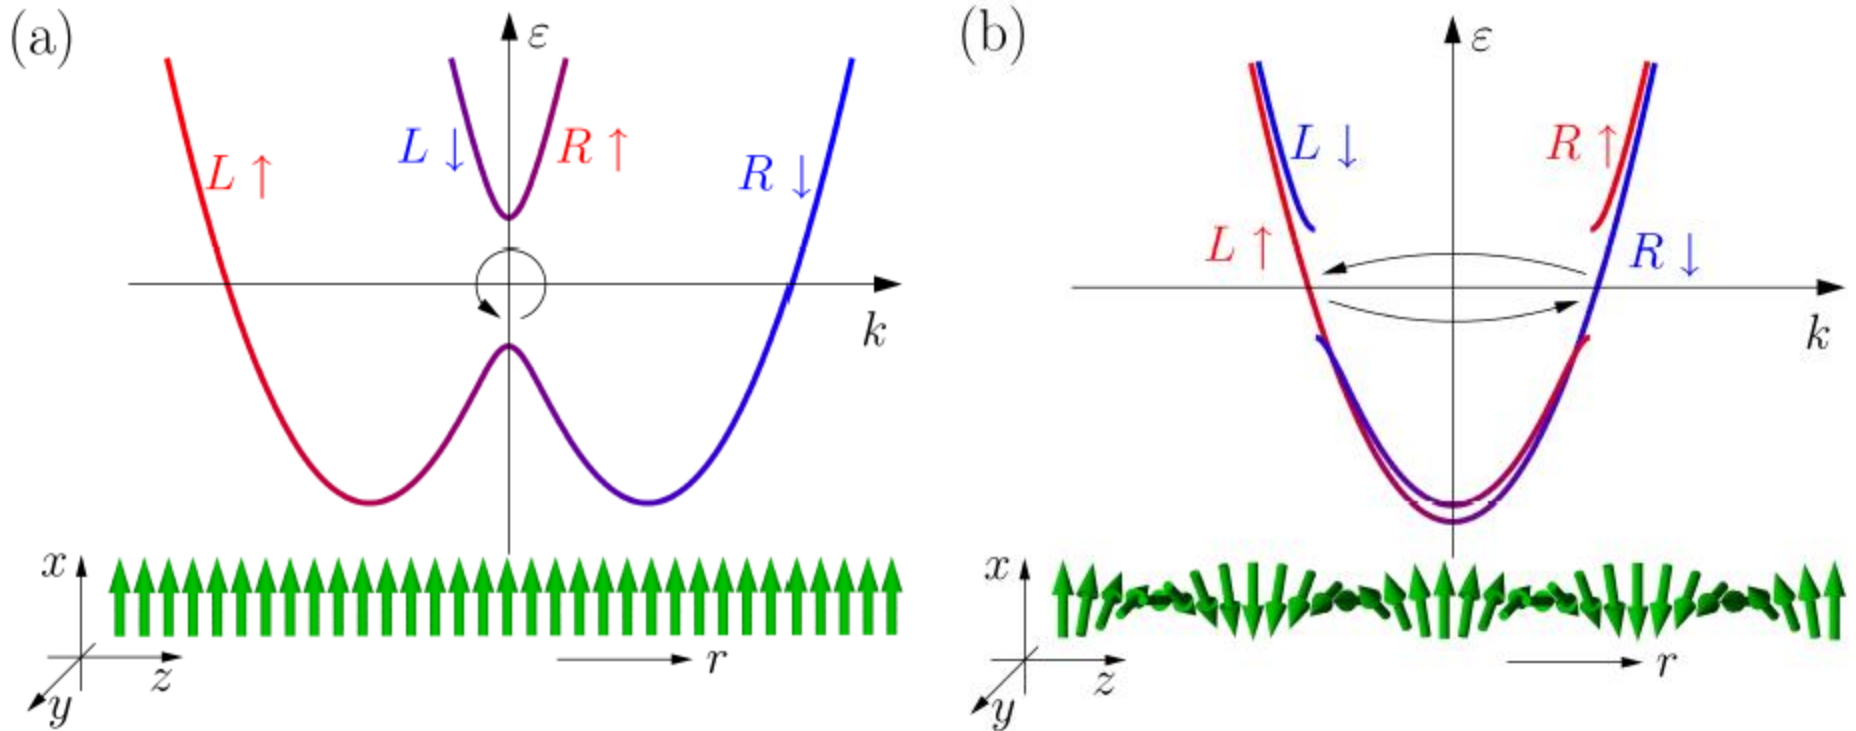 (a)
ε
L ↓
R ↑
L ↑
R ↓
k
x
z
y
r
(b)
ε
L ↓
R ↑
L ↑
R ↓
k
x
z
y
r